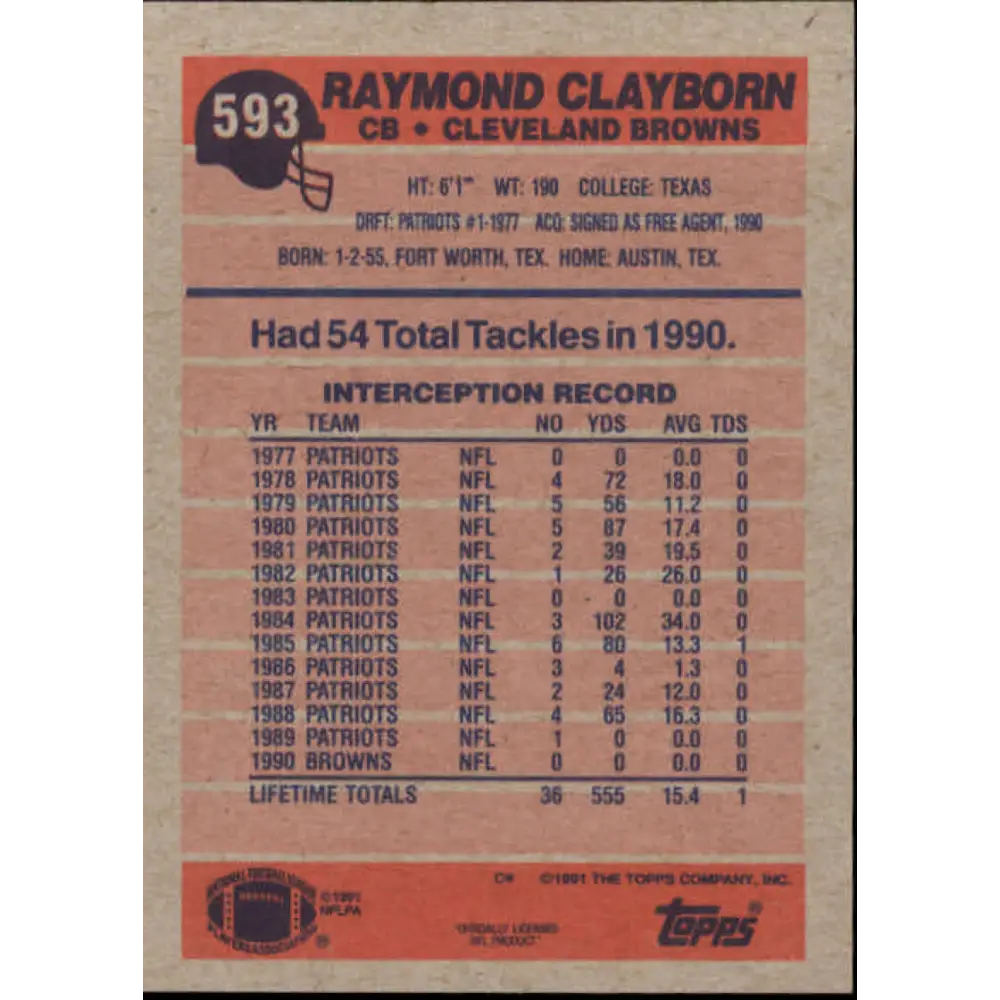 593
RAYMOND CLAYBORN
CB • CLEVELAND BROWNS
HT: 6'1" WT: 190 COLLEGE: TEXAS
DRFT: PATRIOTS #1-1977 ACQ: SIGNED AS FREE AGENT, 1990
BORN: 1-2-55, FORT WORTH, TEX. HOME: AUSTIN, TEX.
Had 54 Total Tackles in 1990.
INTERCEPTION RECORD
YR TEAM NO YDS AVG TDS
1977 PATRIOTS NFL 0 0 0.0 0
1978 PATRIOTS NFL 4 72 18.0 0
1979 PATRIOTS NFL 5 56 11.2 0
1980 PATRIOTS NFL 5 87 17.4 0
1981 PATRIOTS NFL 2 39 19.5 0
1982 PATRIOTS NFL 1 26 26.0 0
1983 PATRIOTS NFL 0 0 0.0 0
1984 PATRIOTS NFL 3 102 34.0 0
1985 PATRIOTS NFL 6 80 13.3 1
1986 PATRIOTS NFL 3 4 1.3 0
1987 PATRIOTS NFL 2 24 12.0 0
1988 PATRIOTS NFL 4 65 16.3 0
1989 PATRIOTS NFL 1 0 0.0 0
1990 BROWNS NFL 0 0 0.0 0
LIFETIME TOTALS 36 555 15.4 1
©1991 THE TOPPS COMPANY, INC.
©1991
NFLPA
OFFICIALLY LICENSED
NFL PRODUCT
topps®